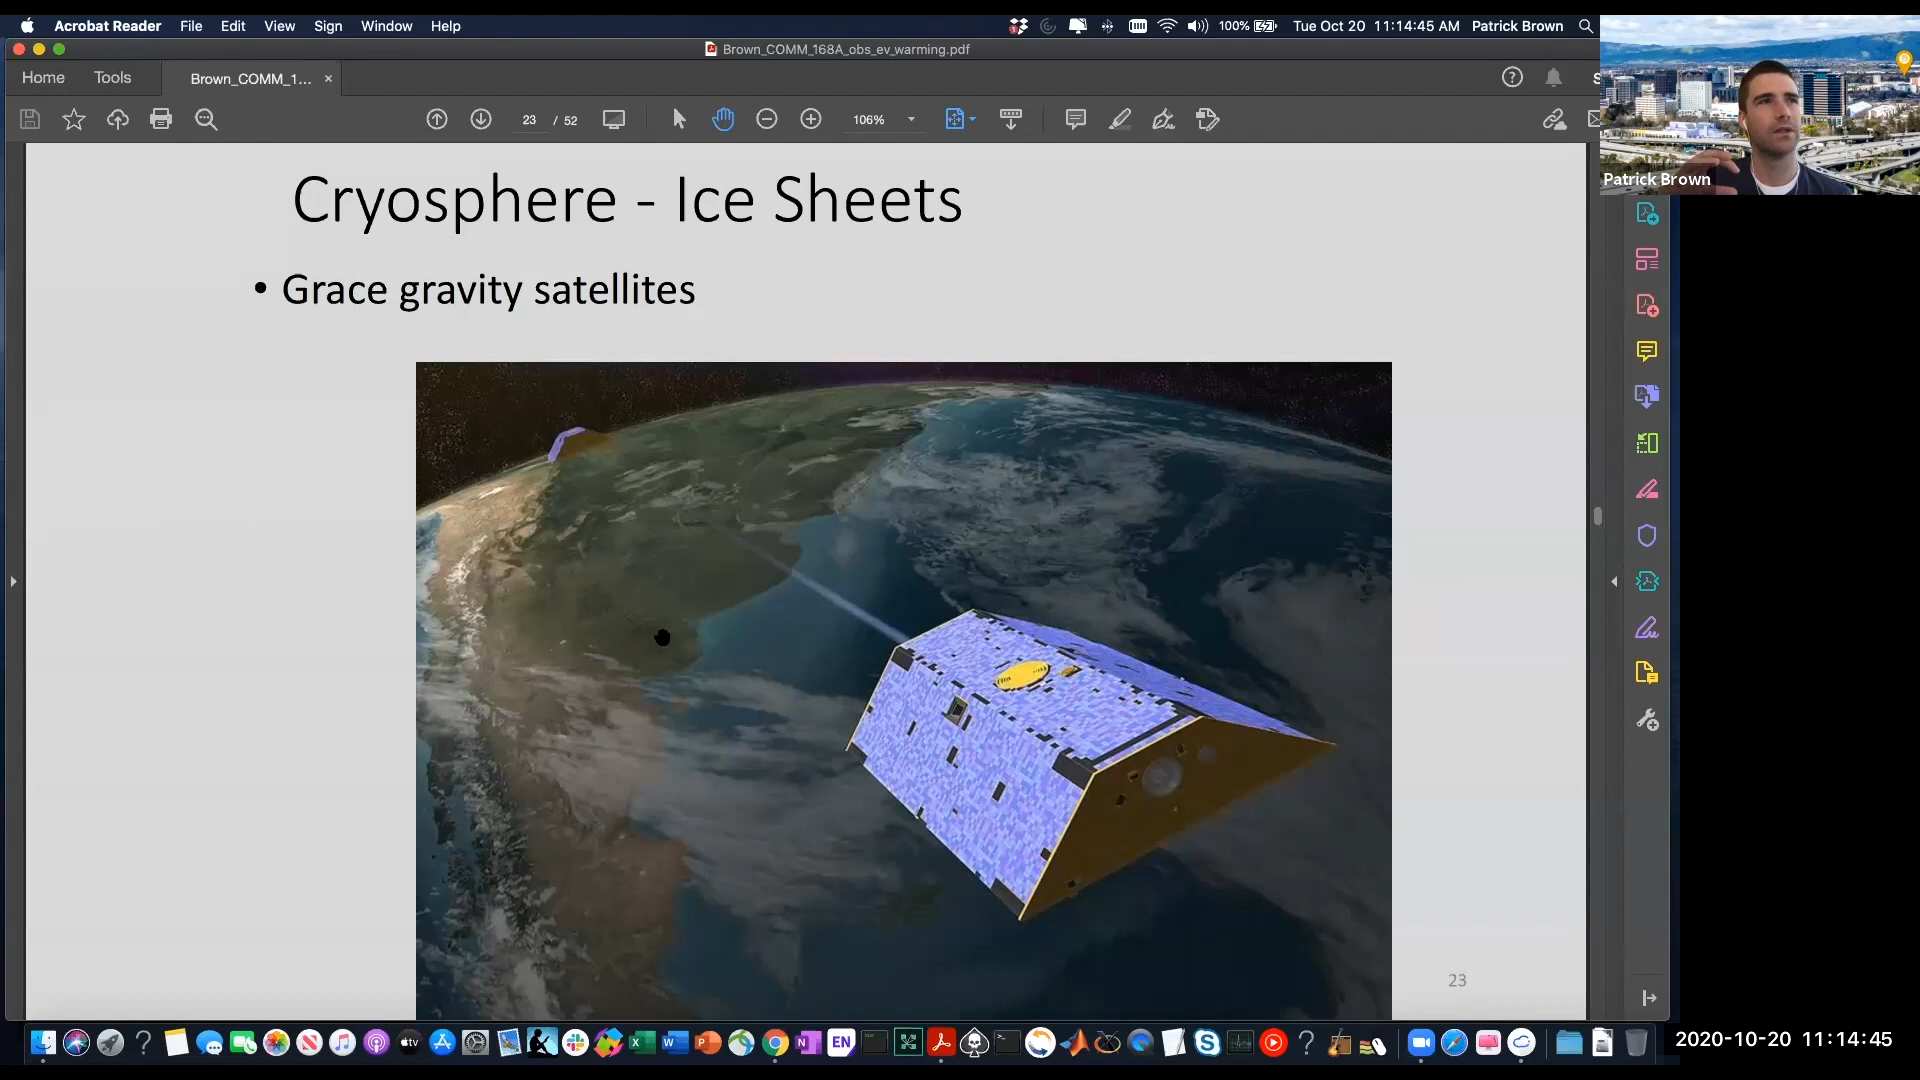 Acrobat Reader File Edit View Sign Window Help 100% Tue Oct 20 11:14:45 AM Patrick Brown
Brown_COMM_168A_obs_ev_warming.pdf
Home Tools Brown_COMM_1... ×
23 / 52 106%
Patrick Brown
Cryosphere - Ice Sheets
• Grace gravity satellites
23
tv EN
2020-10-20 11:14:45